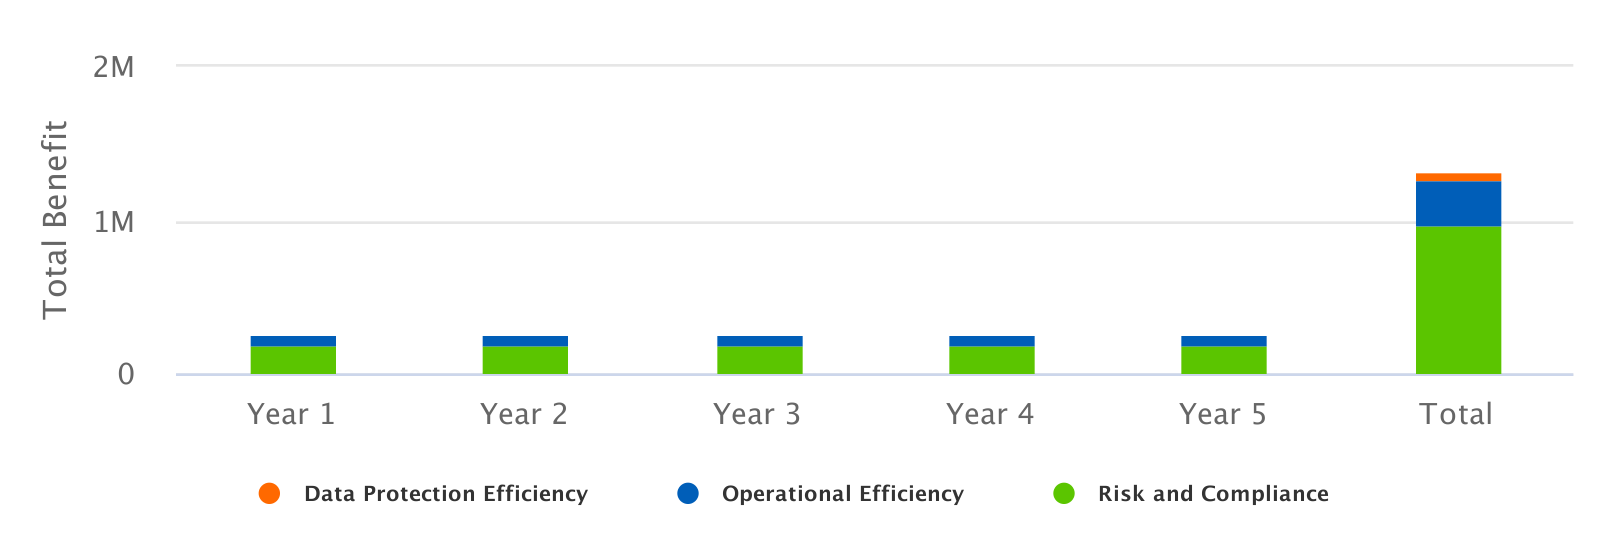 2M
1M
0
Total Benefit
Year 1 Year 2 Year 3 Year 4 Year 5 Total
Data Protection Efficiency Operational Efficiency Risk and Compliance